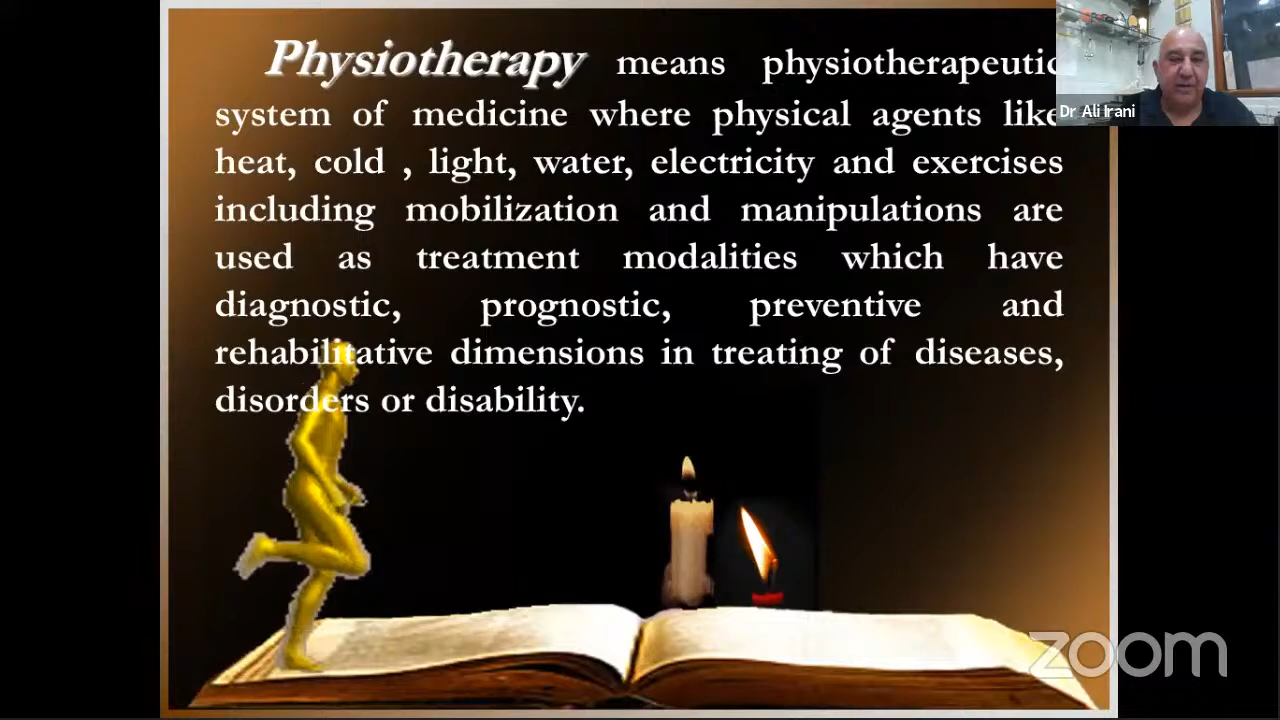 Physiotherapy means physiotherapeutic
system of medicine where physical agents like
heat, cold , light, water, electricity and exercises
including mobilization and manipulations are
used as treatment modalities which have
diagnostic, prognostic, preventive and
rehabilitative dimensions in treating of diseases,
disorders or disability.
Dr Ali Irani
zoom